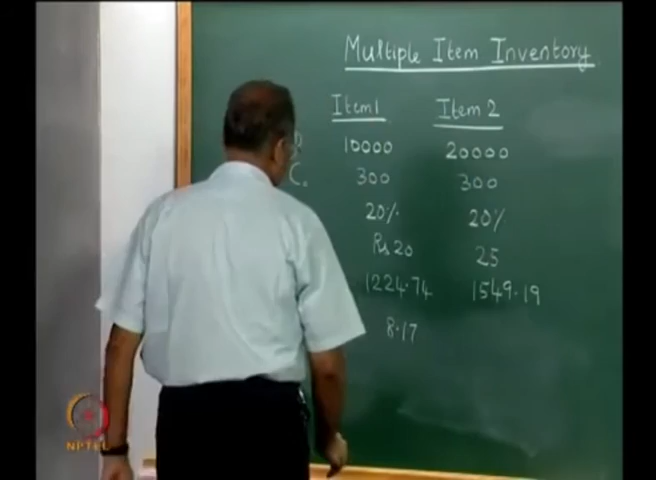 Multiple Item Inventory
Item 1 Item 2
D 10000 20000
C₀ 300 300
20% 20%
Rs 20 25
1224.74 1549.19
8.17
NPTEL